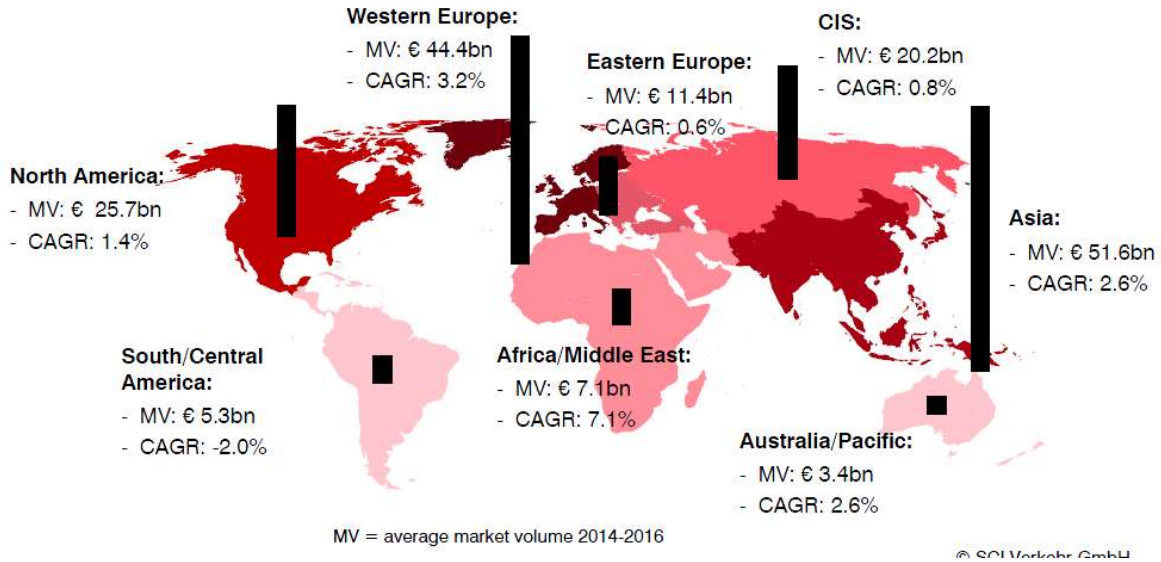 Western Europe:
- MV: € 44.4bn
- CAGR: 3.2%
Eastern Europe:
- MV: € 11.4bn
- CAGR: 0.6%
CIS:
- MV: € 20.2bn
- CAGR: 0.8%
North America:
- MV: € 25.7bn
- CAGR: 1.4%
Asia:
- MV: € 51.6bn
- CAGR: 2.6%
South/Central
America:
- MV: € 5.3bn
- CAGR: -2.0%
Africa/Middle East:
- MV: € 7.1bn
- CAGR: 7.1%
Australia/Pacific:
- MV: € 3.4bn
- CAGR: 2.6%
MV = average market volume 2014-2016
© SCI Verkehr GmbH